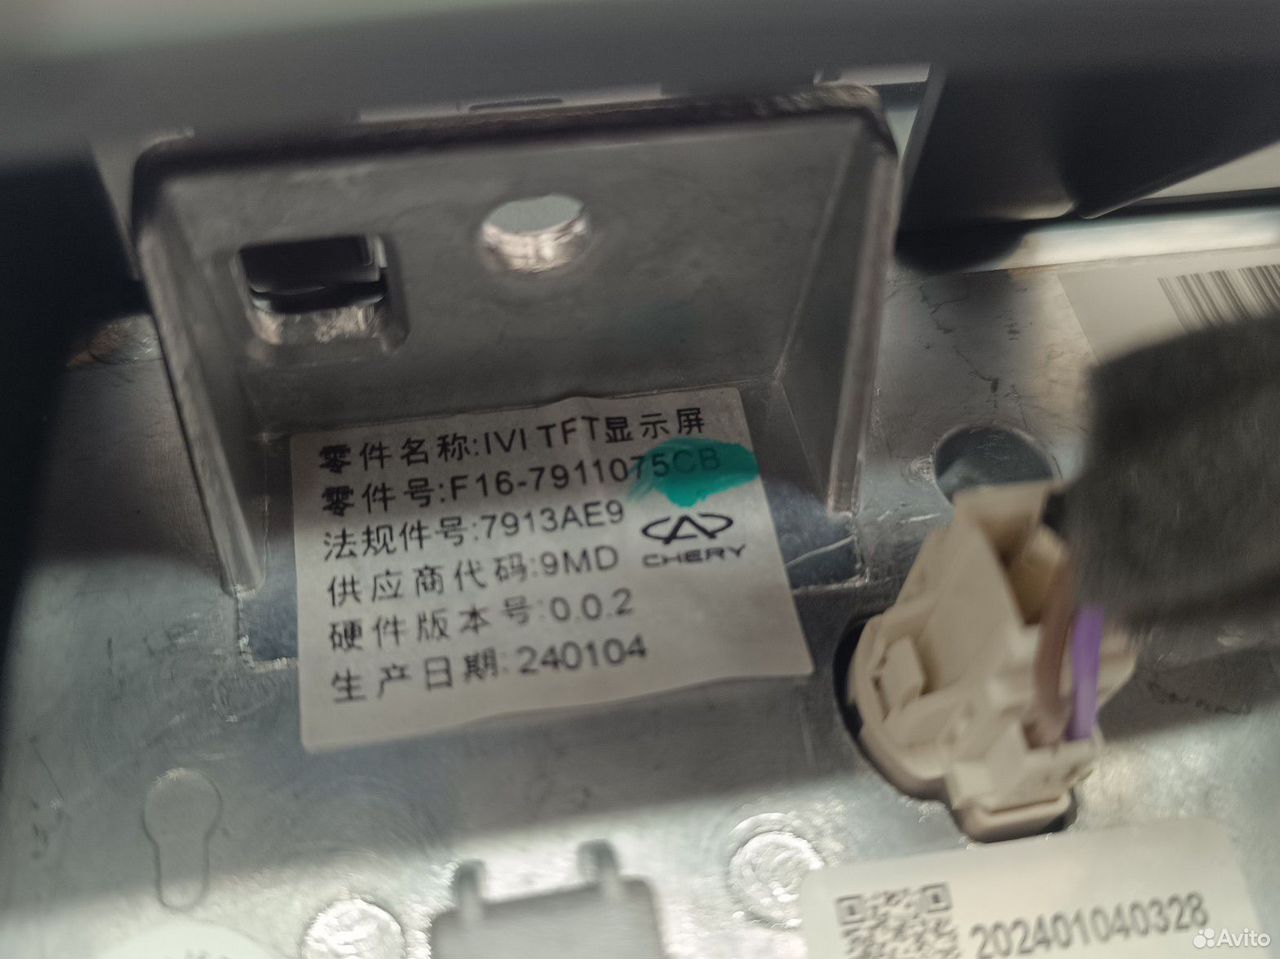 零件名称:IVI TFT显示屏
零件号:F16-7911075CB
法规件号:7913AE9
CHERY
供应商代码:9MD
硬件版本号:0.0.2
生产日期:240104
202401040328
Avito